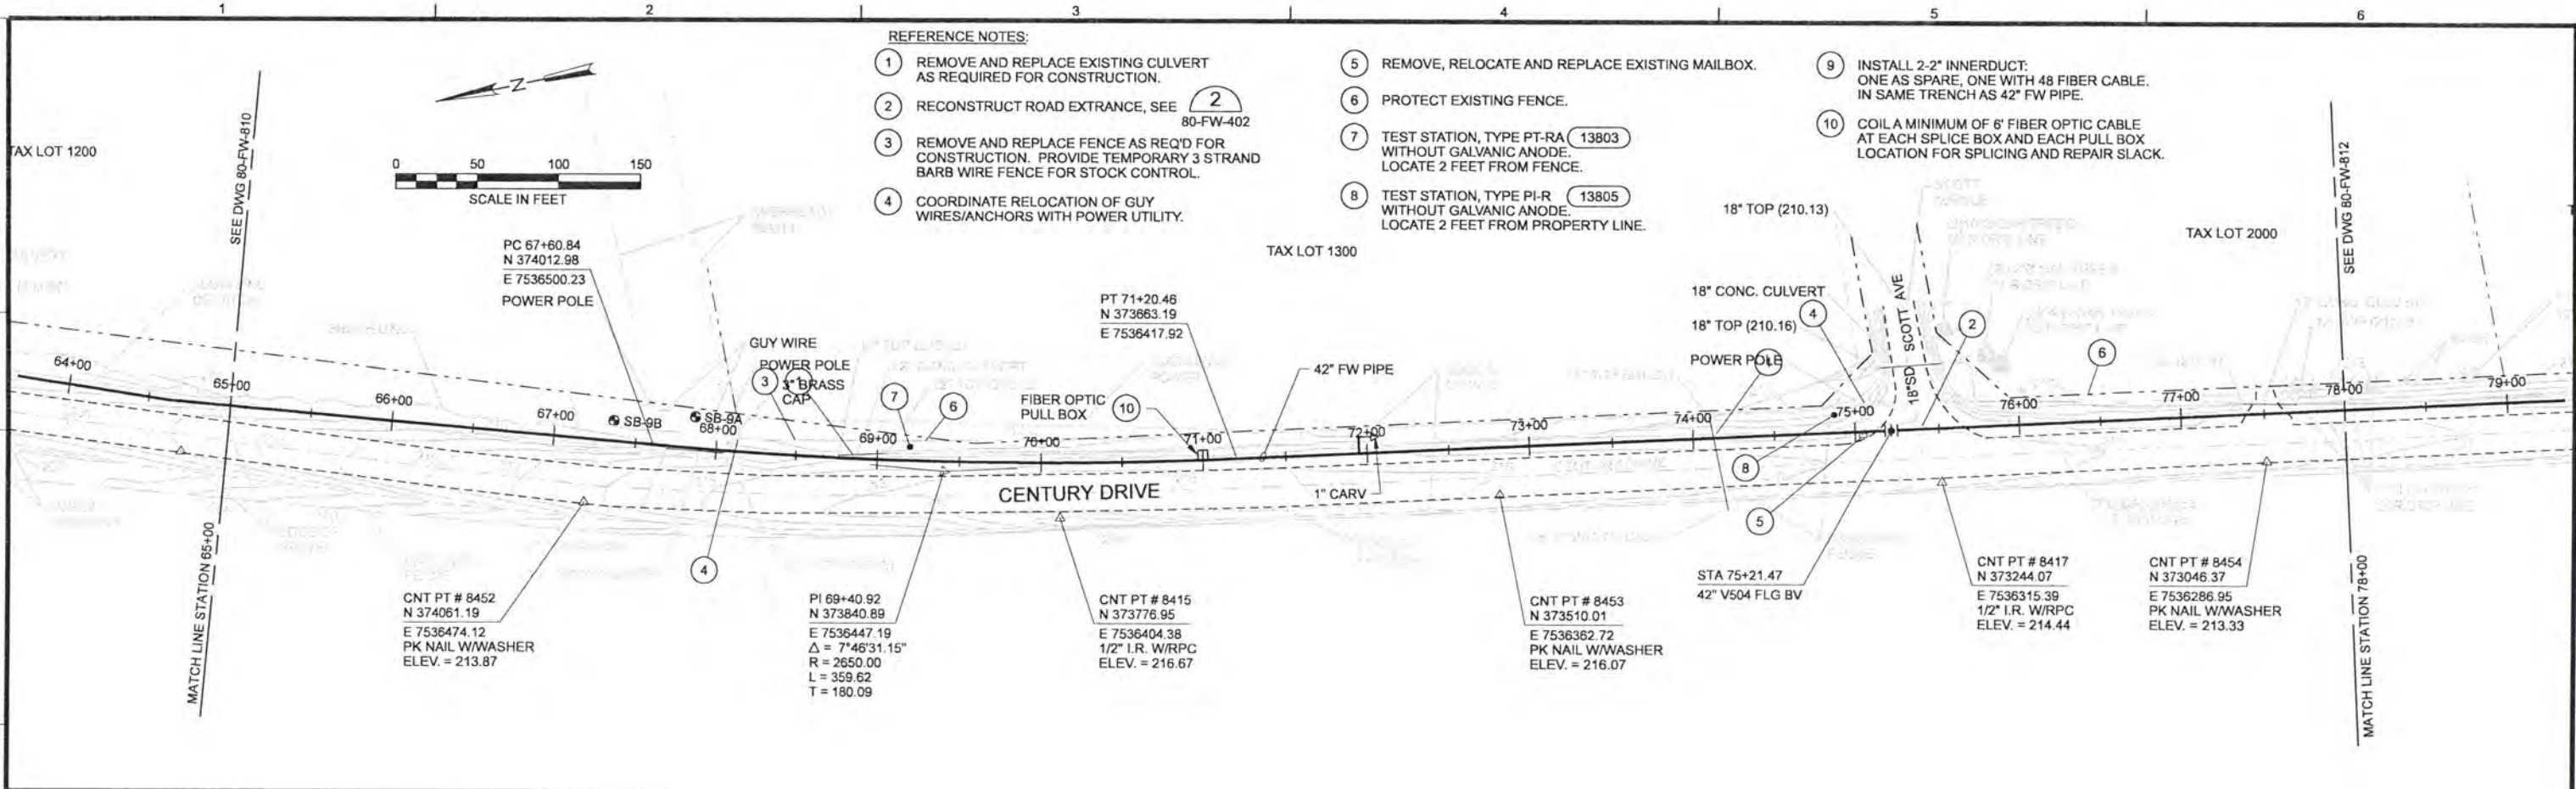 1
2
3
4
5
6
REFERENCE NOTES:
1 REMOVE AND REPLACE EXISTING CULVERT
AS REQUIRED FOR CONSTRUCTION.
2 RECONSTRUCT ROAD EXTRANCE, SEE 2
80-FW-402
3 REMOVE AND REPLACE FENCE AS REQ'D FOR
CONSTRUCTION. PROVIDE TEMPORARY 3 STRAND
BARB WIRE FENCE FOR STOCK CONTROL.
4 COORDINATE RELOCATION OF GUY
WIRES/ANCHORS WITH POWER UTILITY.
5 REMOVE, RELOCATE AND REPLACE EXISTING MAILBOX.
6 PROTECT EXISTING FENCE.
7 TEST STATION, TYPE PT-RA 13803
WITHOUT GALVANIC ANODE.
LOCATE 2 FEET FROM FENCE.
8 TEST STATION, TYPE PI-R 13805
WITHOUT GALVANIC ANODE.
LOCATE 2 FEET FROM PROPERTY LINE.
9 INSTALL 2-2" INNERDUCT:
ONE AS SPARE, ONE WITH 48 FIBER CABLE.
IN SAME TRENCH AS 42" FW PIPE.
10 COIL A MINIMUM OF 6' FIBER OPTIC CABLE
AT EACH SPLICE BOX AND EACH PULL BOX
LOCATION FOR SPLICING AND REPAIR SLACK.
Z
TAX LOT 1200
SEE DWG 80-FW-810
0 50 100 150
SCALE IN FEET
TAX LOT 1300
TAX LOT 2000
SEE DWG 80-FW-812
PC 67+60.84
N 374012.98
E 7536500.23
POWER POLE
GUY WIRE
POWER POLE
3" BRASS
CAP
3
1
7
6
FIBER OPTIC
PULL BOX
10
PT 71+20.46
N 373663.19
E 7536417.92
42" FW PIPE
1" CARV
18" TOP (210.13)
18" CONC. CULVERT
18" TOP (210.16)
POWER POLE
1
4
18"SD
SCOTT AVE
2
6
64+00
65+00
66+00
67+00
SB-9B
SB-9A
68+00
69+00
70+00
71+00
72+00
73+00
74+00
75+00
76+00
77+00
78+00
79+00
CENTURY DRIVE
4
8
5
MATCH LINE STATION 65+00
CNT PT # 8452
N 374061.19
E 7536474.12
PK NAIL W/WASHER
ELEV. = 213.87
PI 69+40.92
N 373840.89
E 7536447.19
Δ = 7°46'31.15"
R = 2650.00
L = 359.62
T = 180.09
CNT PT # 8415
N 373776.95
E 7536404.38
1/2" I.R. W/RPC
ELEV. = 216.67
CNT PT # 8453
N 373510.01
E 7536362.72
PK NAIL W/WASHER
ELEV. = 216.07
STA 75+21.47
42" V504 FLG BV
CNT PT # 8417
N 373244.07
E 7536315.39
1/2" I.R. W/RPC
ELEV. = 214.44
CNT PT # 8454
N 373046.37
E 7536286.95
PK NAIL W/WASHER
ELEV. = 213.33
MATCH LINE STATION 78+00